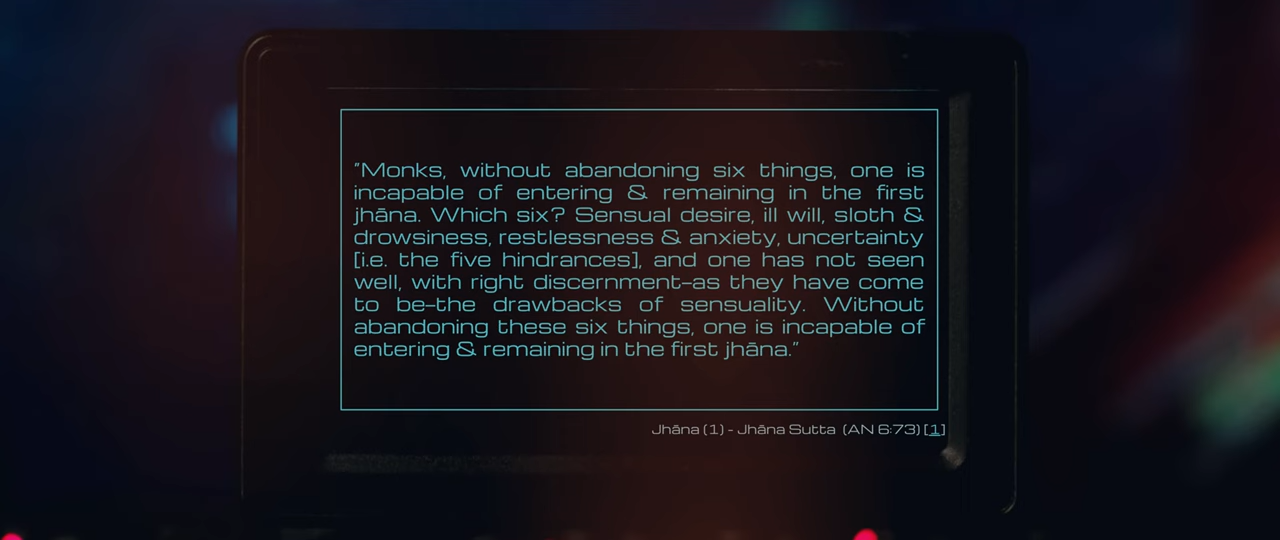 "Monks, without abandoning six things, one is
incapable of entering & remaining in the first
jhāna. Which six? Sensual desire, ill will, sloth &
drowsiness, restlessness & anxiety, uncertainty
[i.e. the five hindrances], and one has not seen
well, with right discernment—as they have come
to be—the drawbacks of sensuality. Without
abandoning these six things, one is incapable of
entering & remaining in the first jhāna."
Jhāna (1) - Jhāna Sutta (AN 6:73) [1]